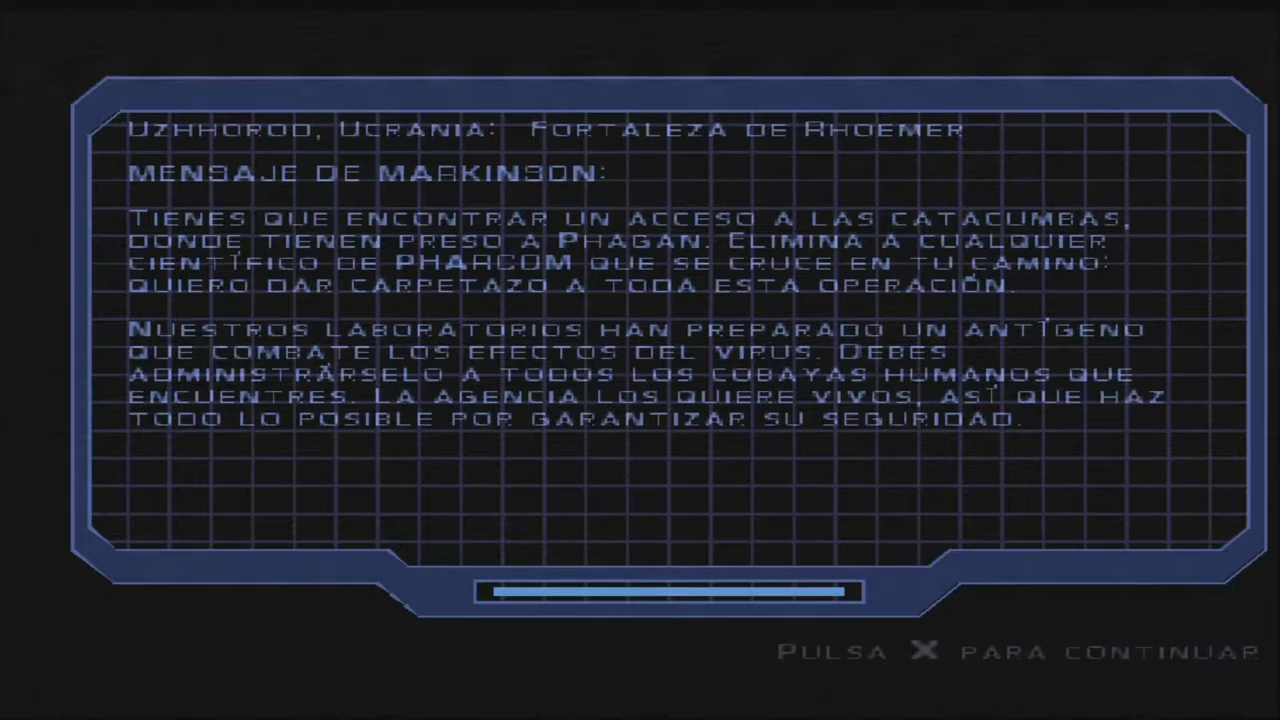 Uzhhorod, Ucrania: Fortaleza de Rhoemer
MENSAJE DE MARKINSON:
Tienes que encontrar un acceso a las catacumbas,
donde tienen preso a Phagan. Elimina a cualquier
científico de PHARCOM que se cruce en tu camino:
quiero dar carpetazo a toda esta operación.
Nuestros laboratorios han preparado un antígeno
que combate los efectos del virus. Debes
administrárselo a todos los cobayas humanos que
encuentres. La agencia los quiere vivos, así que haz
todo lo posible por garantizar su seguridad.
Pulsa X para continuar